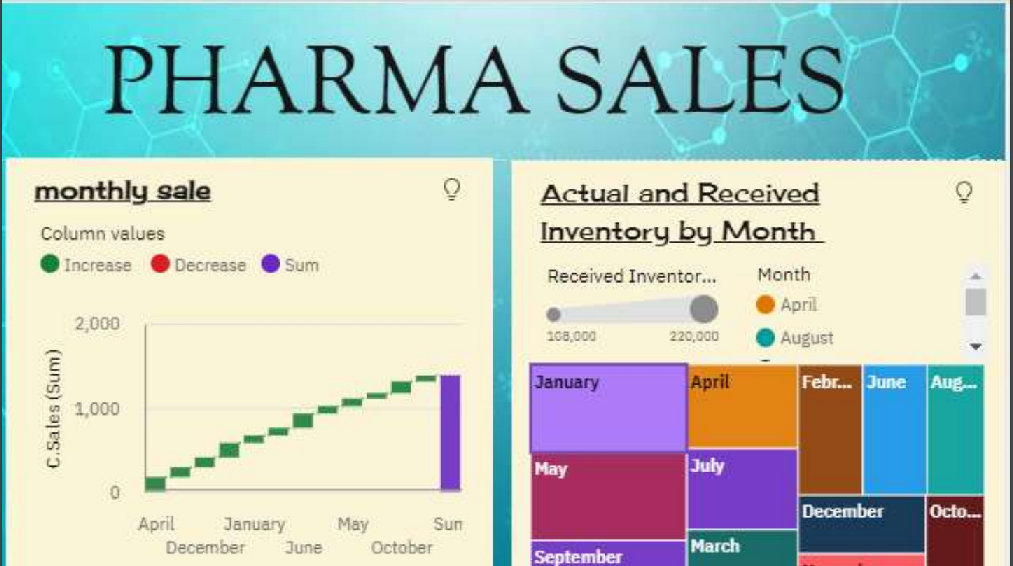 PHARMA SALES
monthly sale
Column values
Increase
Decrease
Sum
2,000
1,000
0
C.Sales (Sum)
April
January
May
Sun
December
June
October
Actual and Received
Inventory by Month
Received Inventor...
108,000
220,000
Month
April
August
January
April
Febr...
June
Aug...
May
July
December
Octo...
September
March